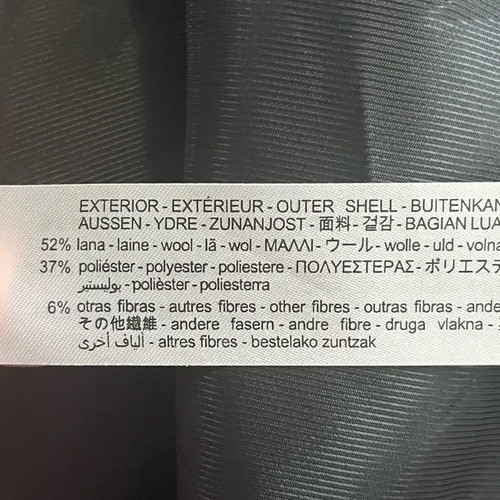 EXTERIOR - EXTÉRIEUR - OUTER SHELL - BUITENKAN
AUSSEN - YDRE - ZUNANJOST - 面料 - 겉감 - BAGIAN LUA
52% lana - laine - wool - lã - wol - ΜΑΛΛΙ - ウール - wolle - uld - volna
37% poliéster - polyester - poliestere - ΠΟΛΥΕΣΤΕΡΑΣ - ポリエステ
بوليستير - polièster - poliesterra
6% otras fibras - autres fibres - other fibres - outras fibras - ande
その他繊維 - andere fasern - andre fibre - druga vlakna -
ألياف أخرى - altres fibres - bestelako zuntzak